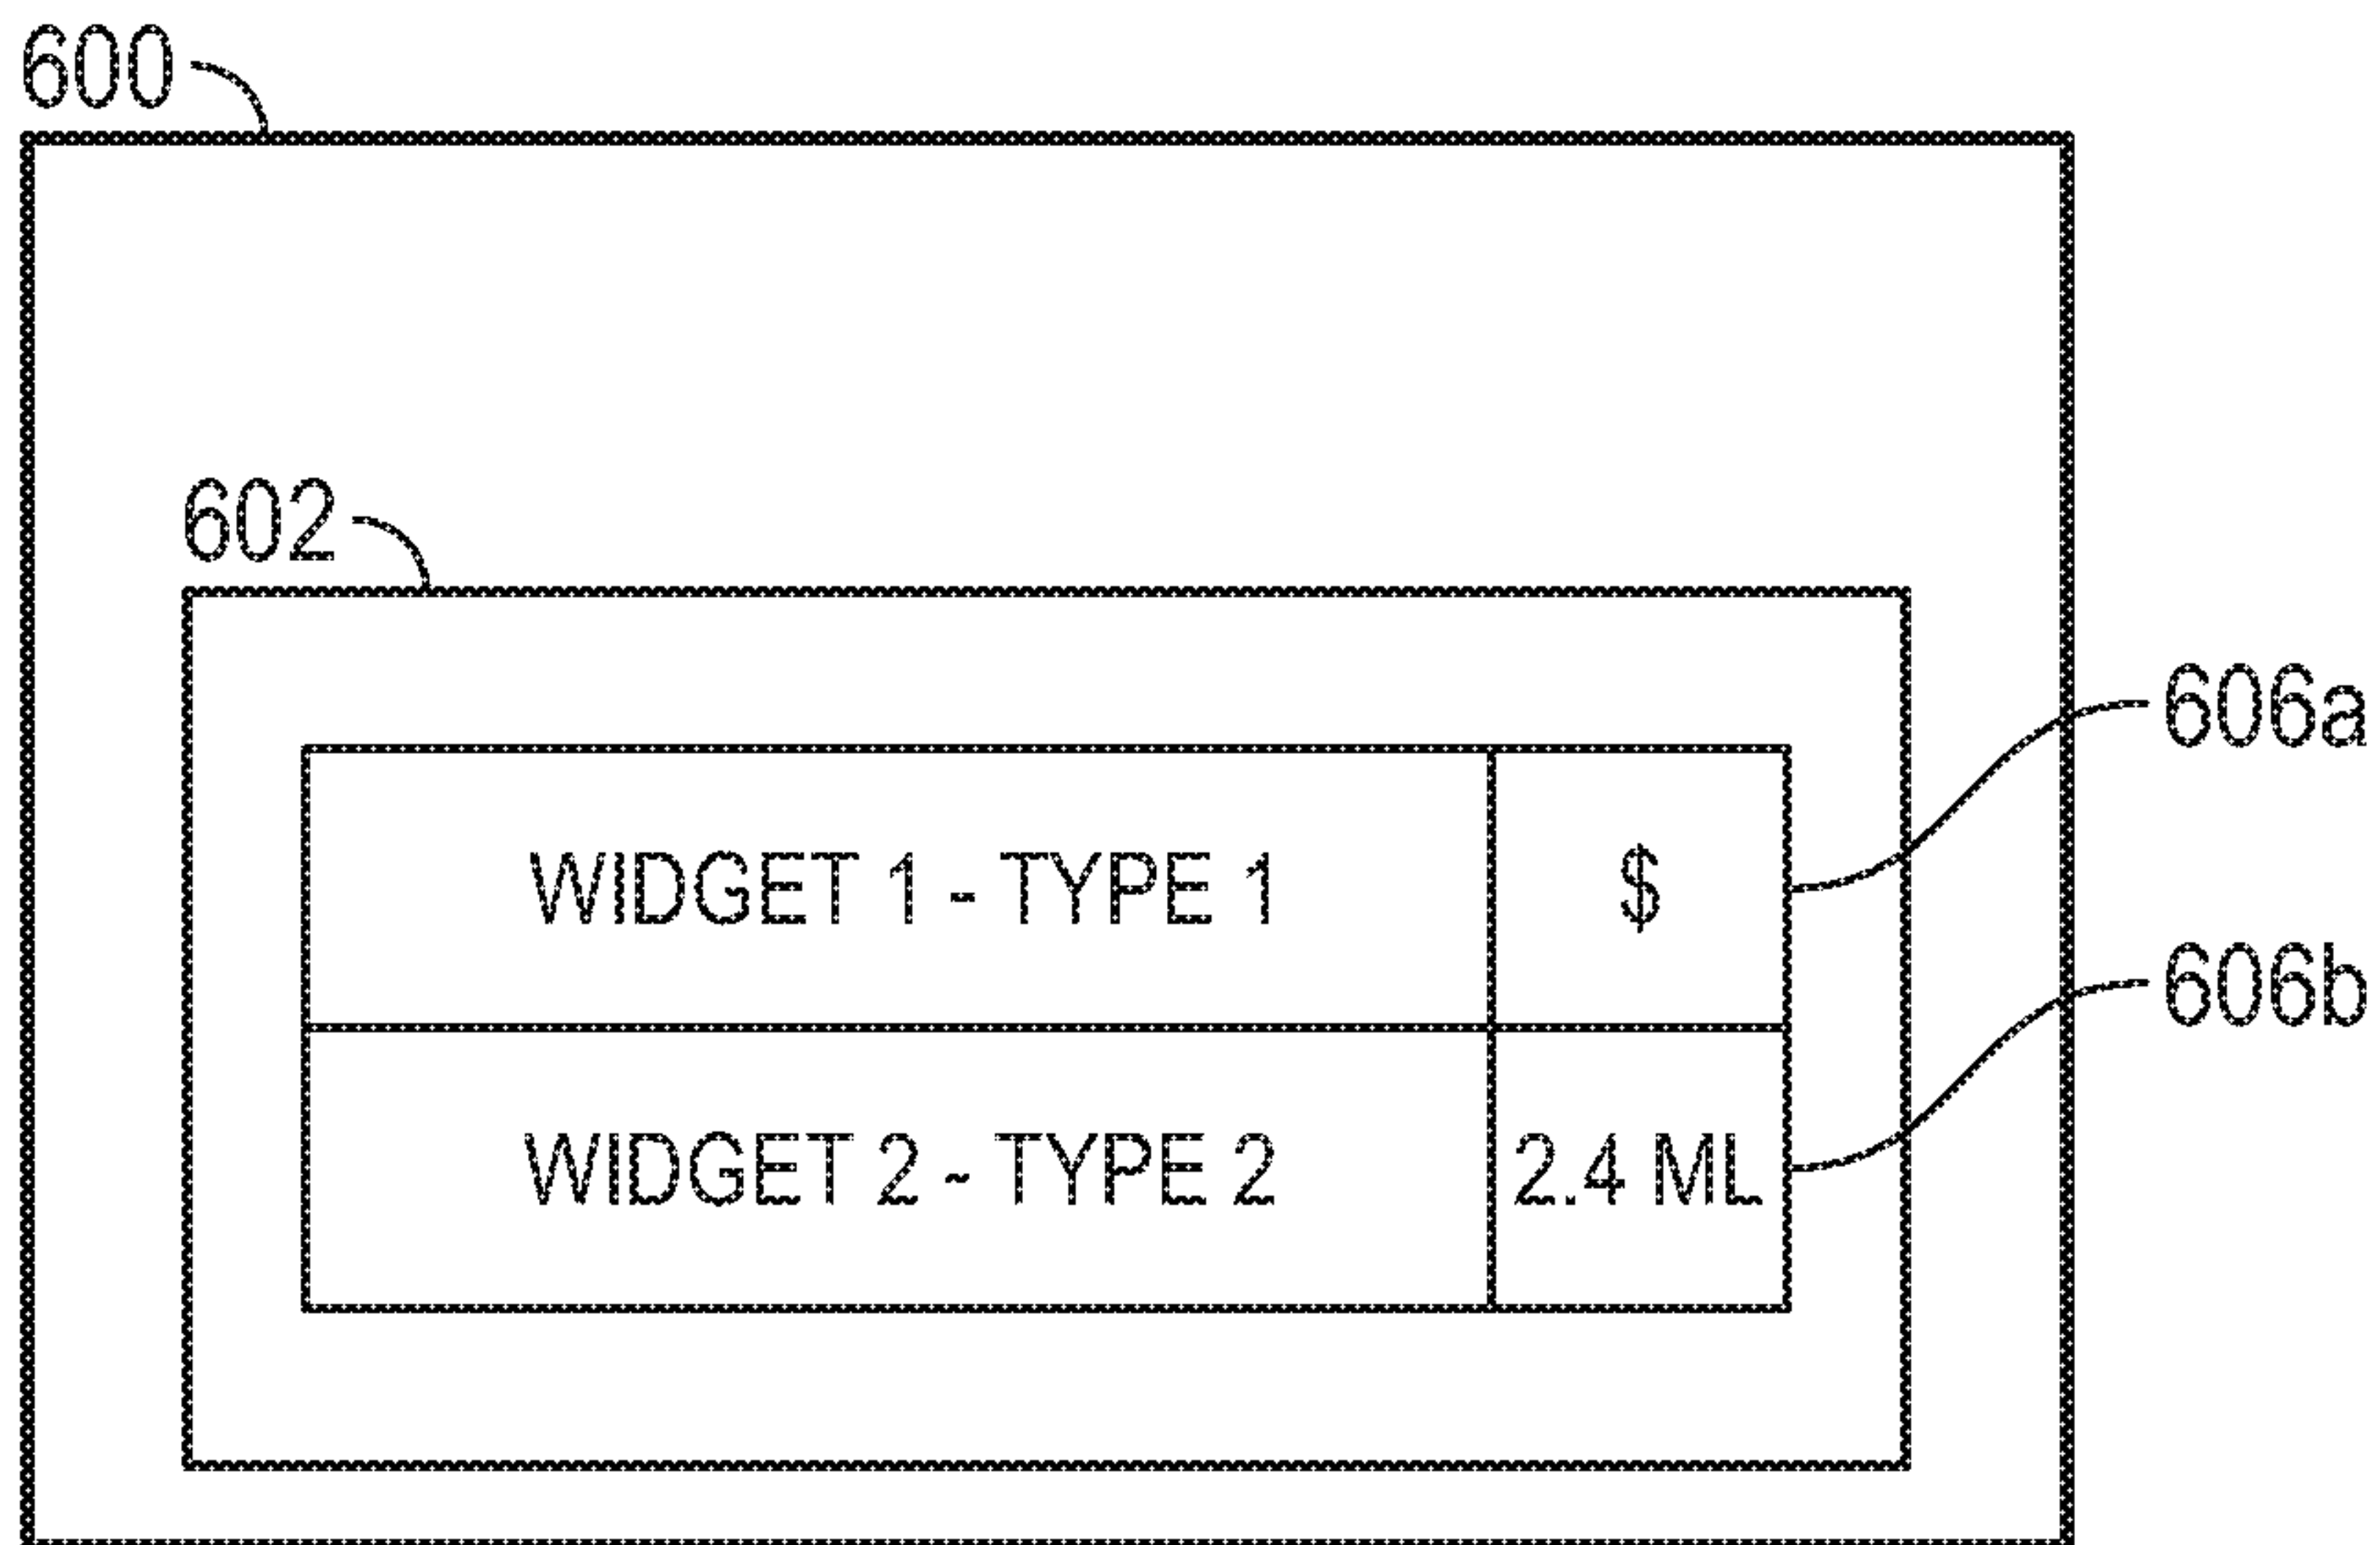 600
602
606a
WIDGET 1 - TYPE 1 $
606b
WIDGET 2 - TYPE 2 2.4 ML